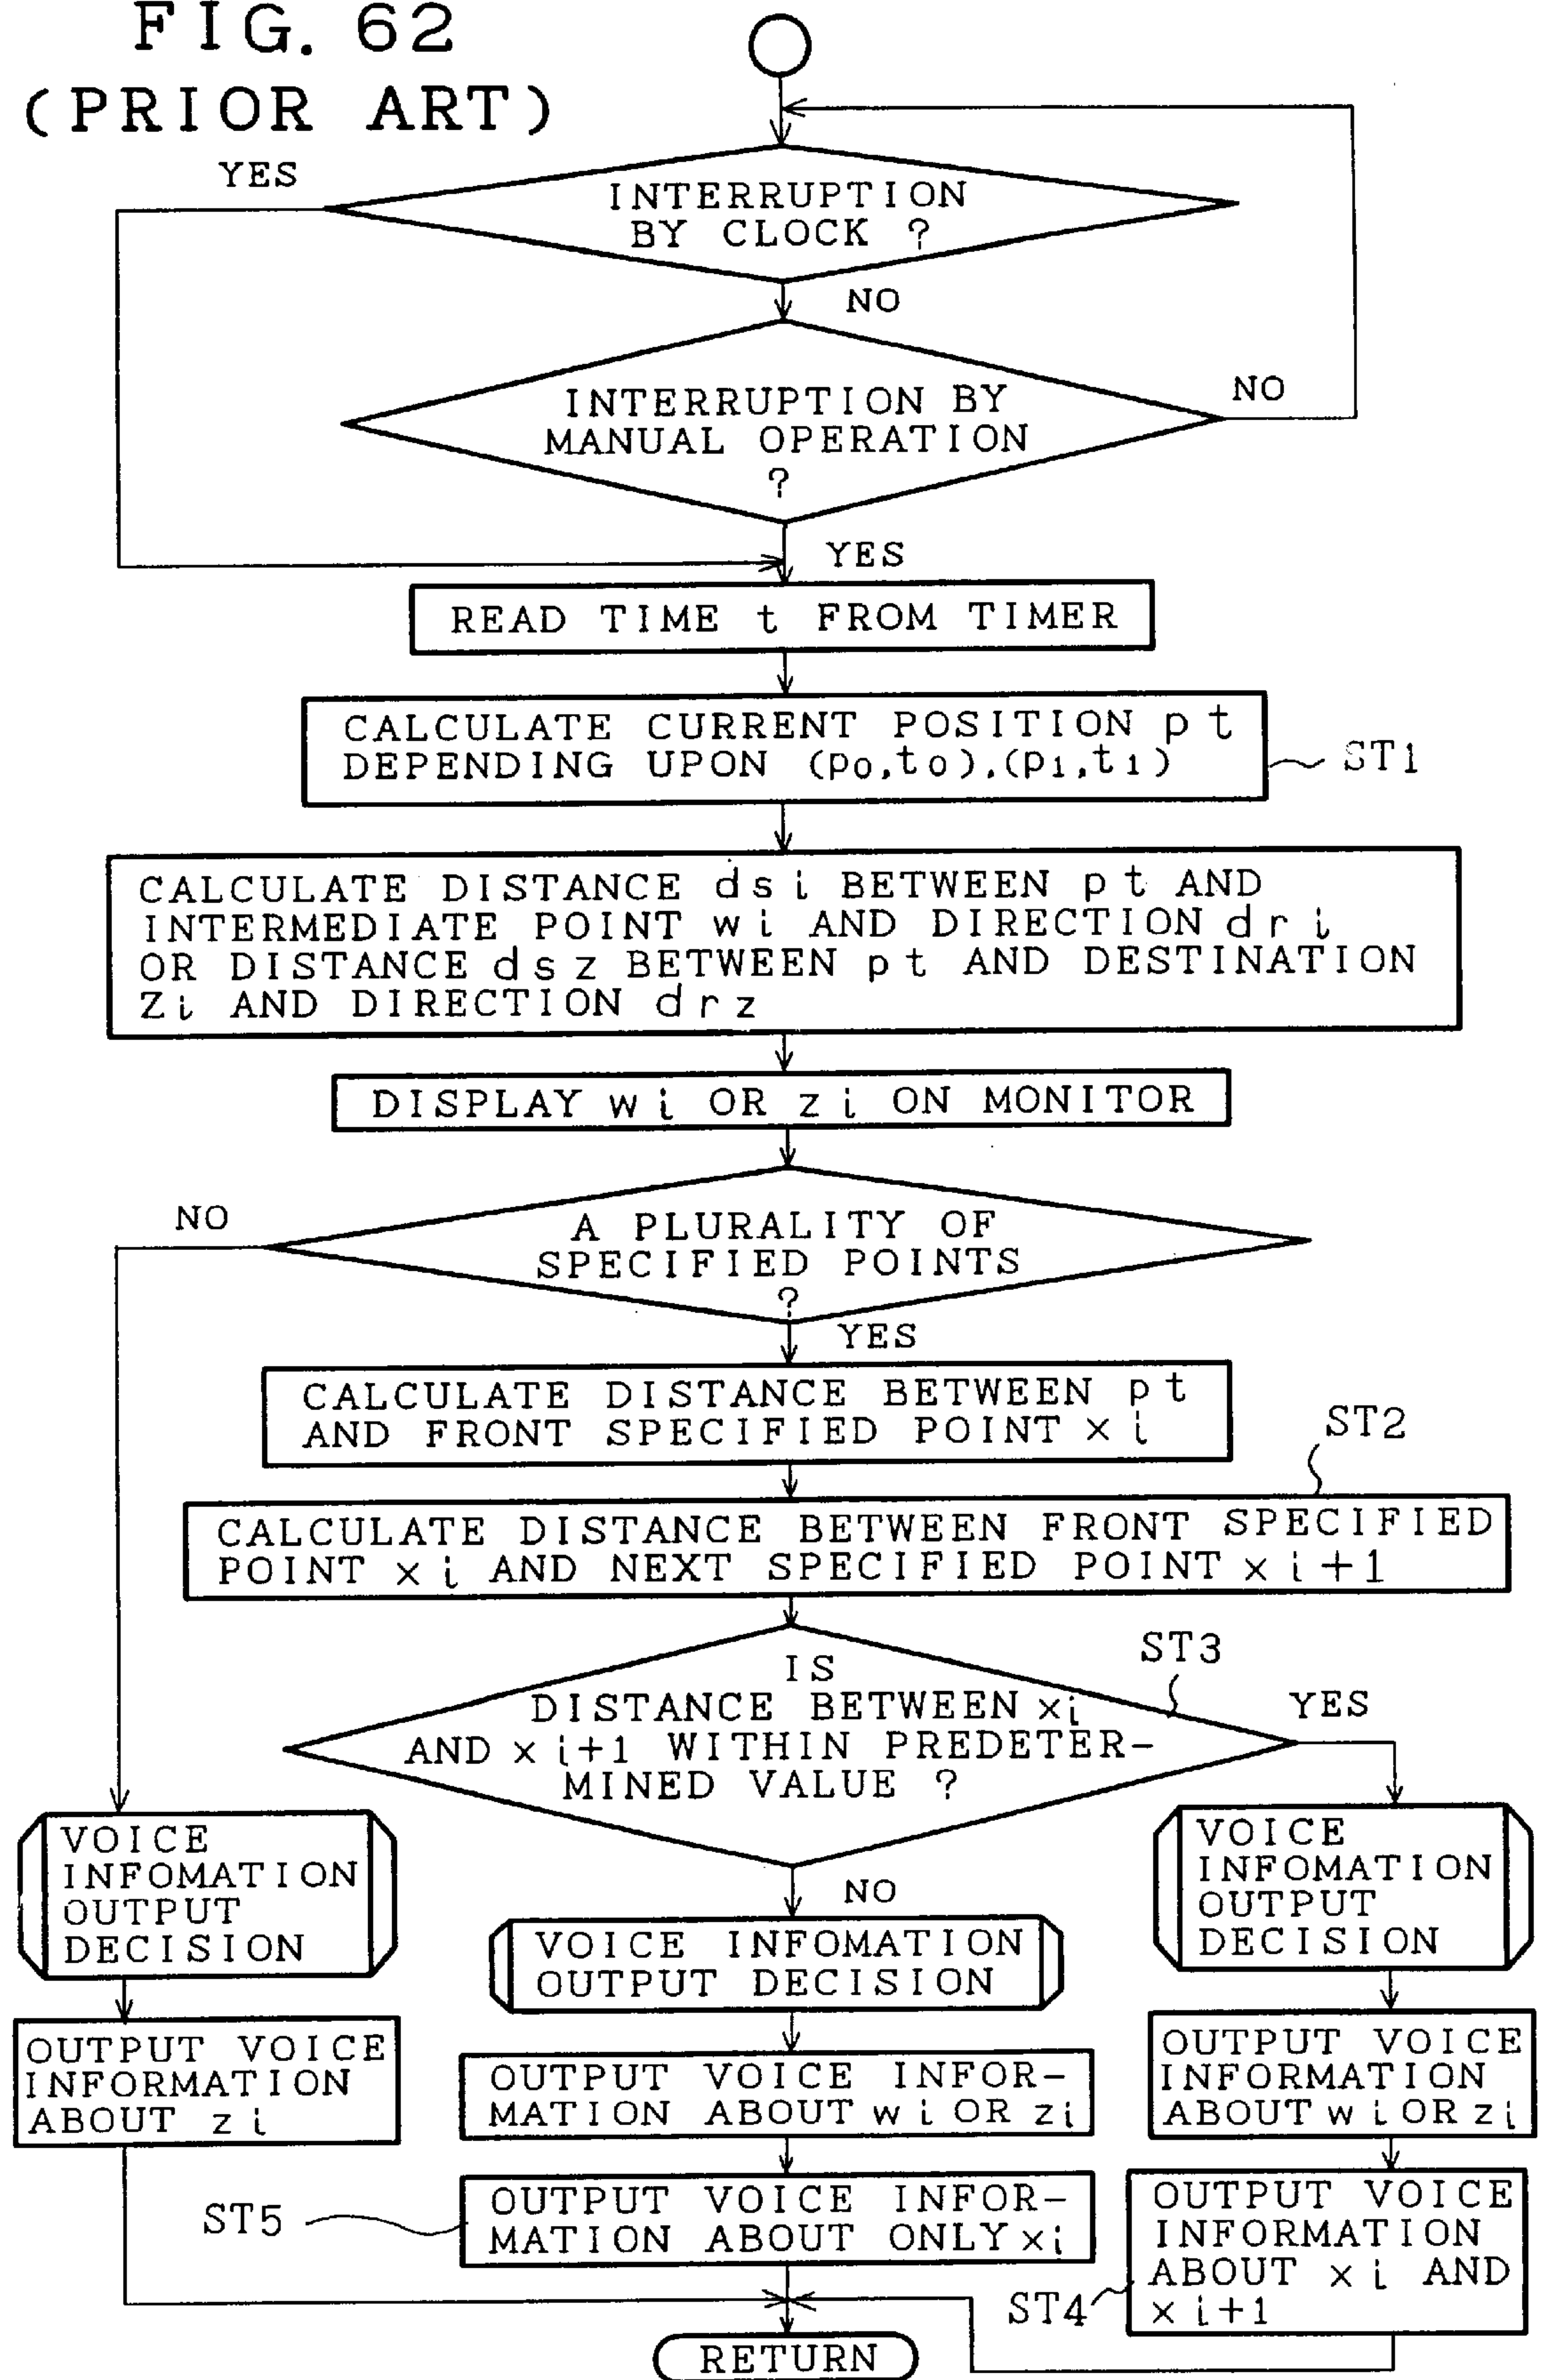 FIG. 62
(PRIOR ART)
YES
INTERRUPTION
BY CLOCK ?
NO
INTERRUPTION BY
MANUAL OPERATION
?
NO
YES
READ TIME t FROM TIMER
CALCULATE CURRENT POSITION pt
DEPENDING UPON (p0,t0),(p1,t1)
ST1
CALCULATE DISTANCE dsi BETWEEN pt AND
INTERMEDIATE POINT wi AND DIRECTION dri
OR DISTANCE dsz BETWEEN pt AND DESTINATION
Zi AND DIRECTION drz
DISPLAY wi OR zi ON MONITOR
NO
A PLURALITY OF
SPECIFIED POINTS
?
YES
CALCULATE DISTANCE BETWEEN pt
AND FRONT SPECIFIED POINT xi
ST2
CALCULATE DISTANCE BETWEEN FRONT SPECIFIED
POINT xi AND NEXT SPECIFIED POINT xi+1
ST3
IS
DISTANCE BETWEEN xi
AND xi+1 WITHIN PREDETER-
MINED VALUE ?
YES
NO
VOICE
INFOMATION
OUTPUT
DECISION
VOICE INFOMATION
OUTPUT DECISION
VOICE
INFOMATION
OUTPUT
DECISION
OUTPUT VOICE
INFORMATION
ABOUT zi
OUTPUT VOICE INFOR-
MATION ABOUT wi OR zi
OUTPUT VOICE
INFORMATION
ABOUT wi OR zi
ST5
OUTPUT VOICE INFOR-
MATION ABOUT ONLY xi
ST4
OUTPUT VOICE
INFORMATION
ABOUT xi AND
xi+1
RETURN